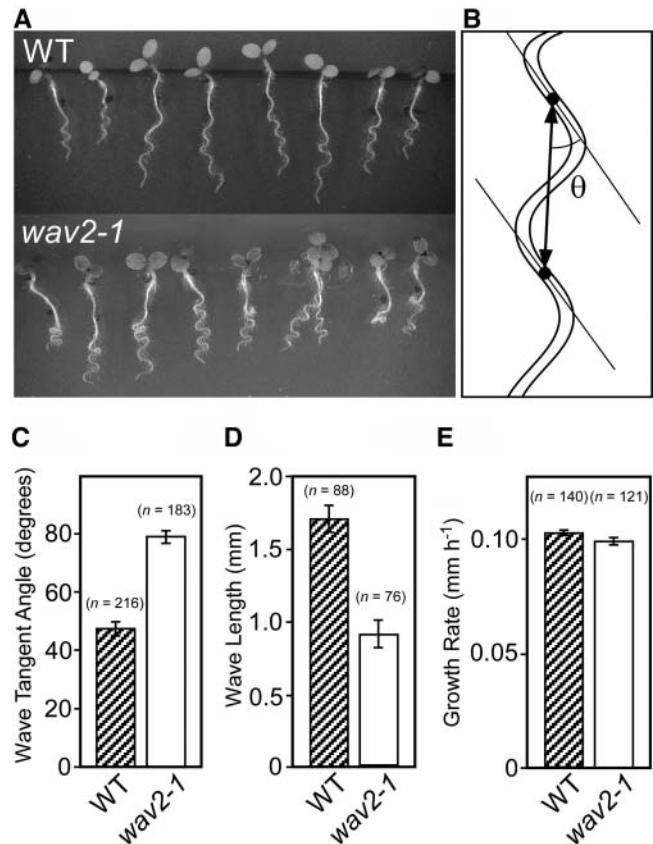 A
B
WT
wav2-1
θ
C
D
E
Wave Tangent Angle (degrees)
80
60
40
20
0
(n = 216)
(n = 183)
WT
wav2-1
Wave Length (mm)
2.0
1.5
1.0
0.5
0
(n = 88)
(n = 76)
WT
wav2-1
Growth Rate (mm h-1)
0.10
0.05
0
(n = 140)
(n = 121)
WT
wav2-1